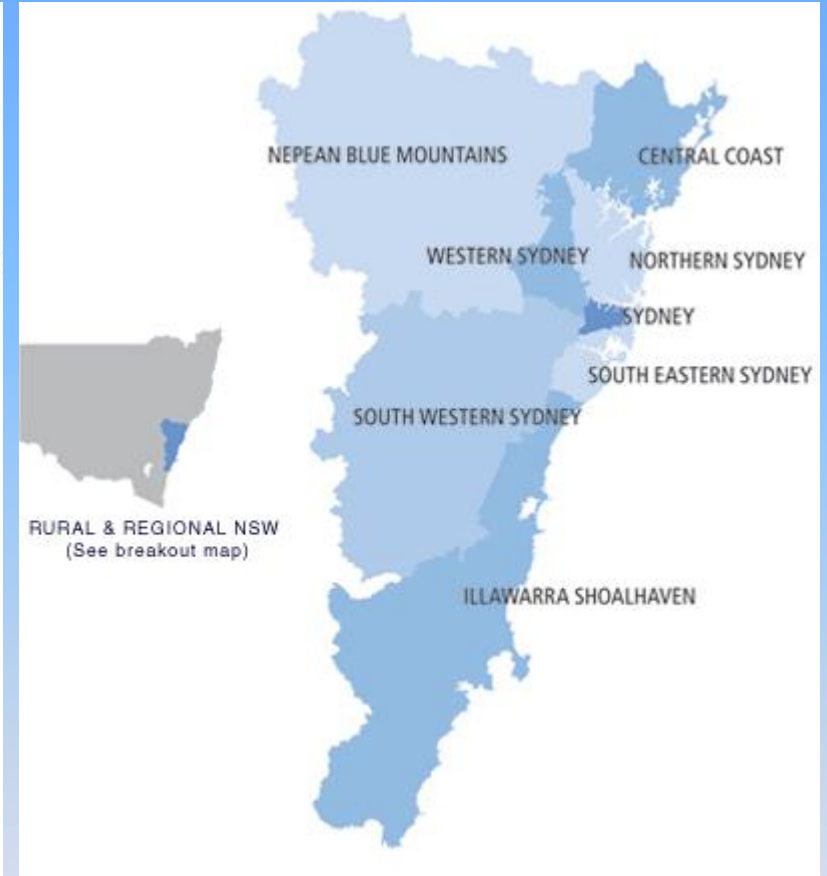 NEPEAN BLUE MOUNTAINS
CENTRAL COAST
WESTERN SYDNEY
NORTHERN SYDNEY
SYDNEY
SOUTH EASTERN SYDNEY
SOUTH WESTERN SYDNEY
RURAL & REGIONAL NSW
(See breakout map)
ILLAWARRA SHOALHAVEN